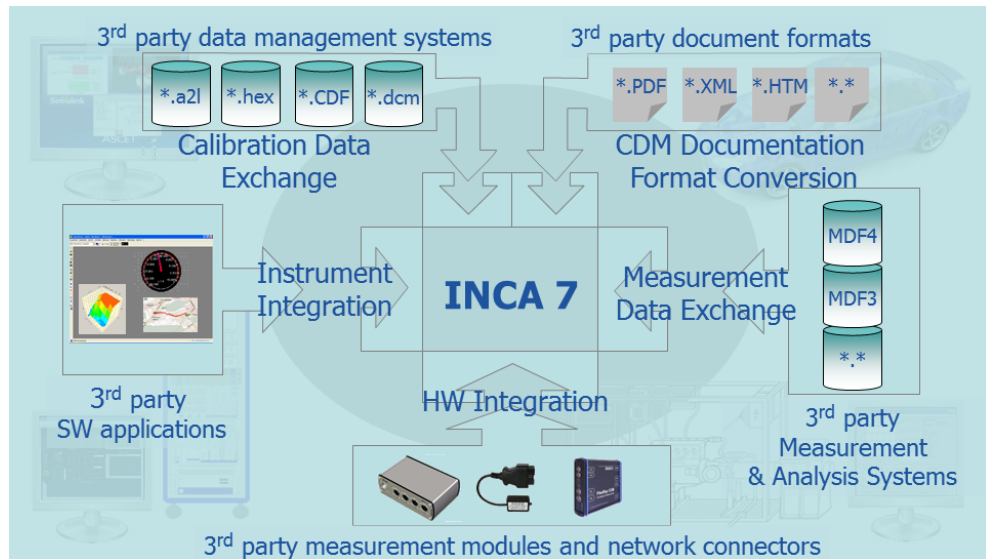 3rd party data management systems
*.a2l *.hex *.CDF *.dcm
Calibration Data
Exchange
3rd party document formats
*.PDF *.XML *.HTM *.*
CDM Documentation
Format Conversion
Instrument
Integration
3rd party
SW applications
INCA 7
Measurement
Data Exchange
MDF4
MDF3
*.*
3rd party
Measurement
& Analysis Systems
HW Integration
3rd party measurement modules and network connectors
ASCET